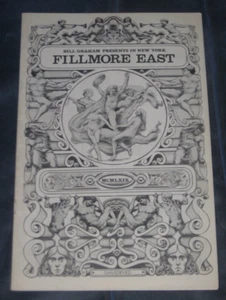 BILL GRAHAM PRESENTS IN NEW YORK
FILLMORE EAST
MCMLXIX